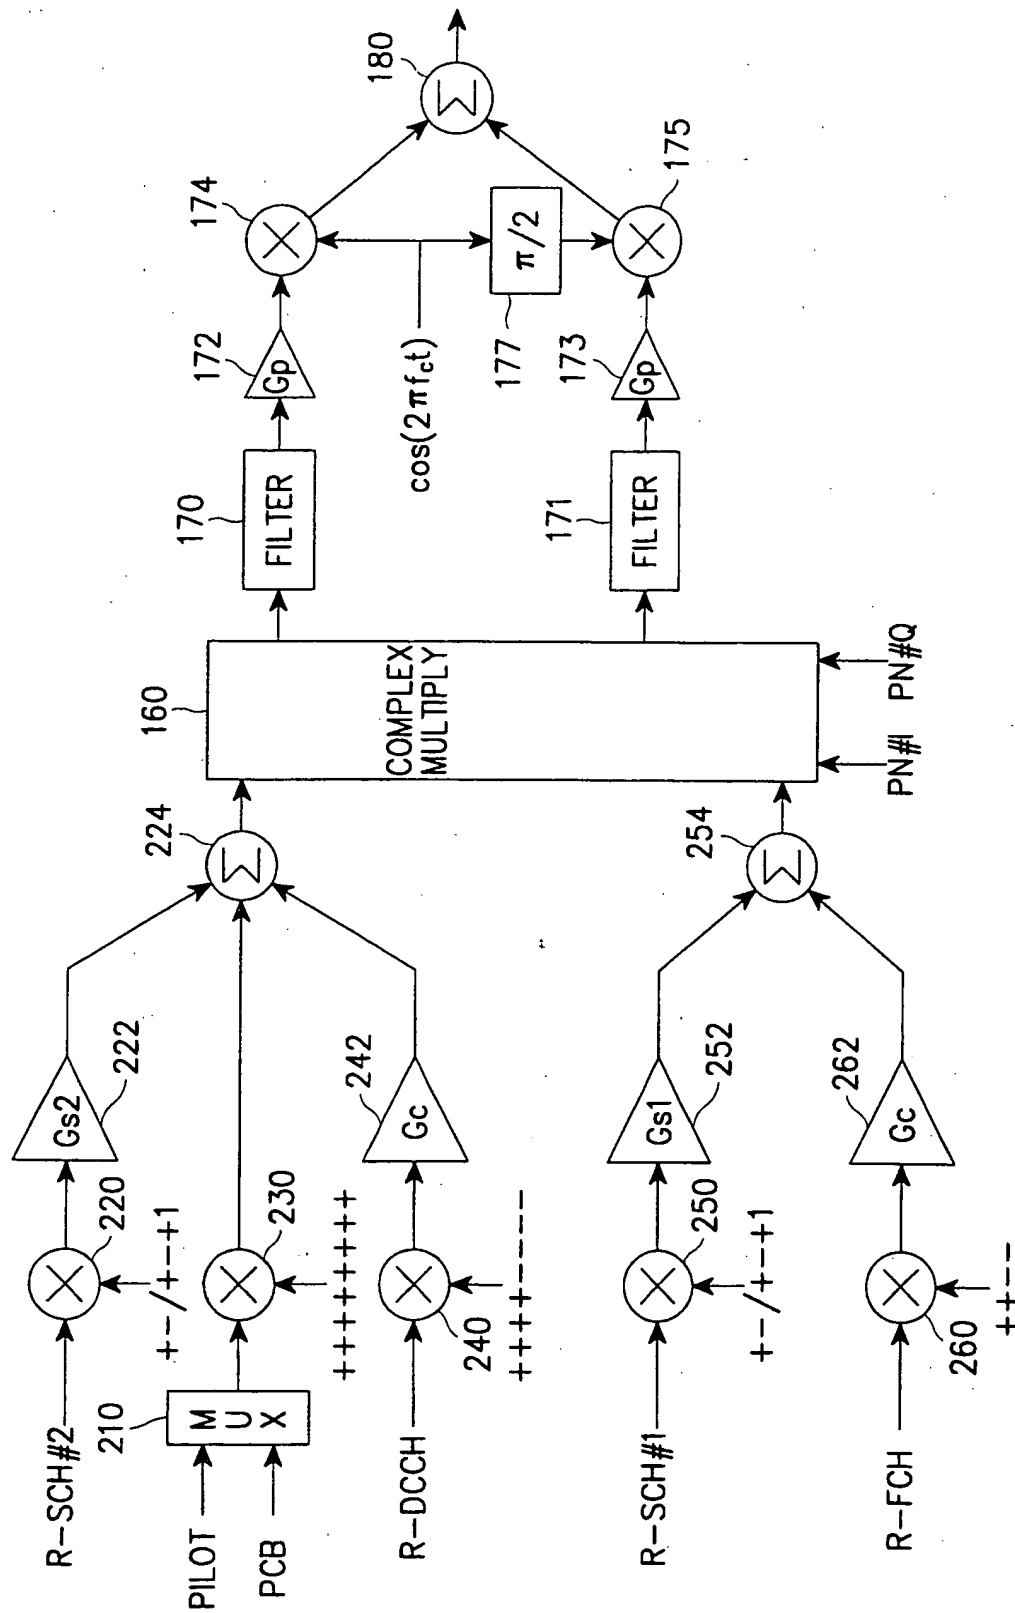 R-SCH#2
220
+-/+-+1
Gs2
222
PILOT
PCB
210
MUX
230
++++++++
R-DCCH
240
++++----
Gc
242
Σ
224
R-SCH#1
250
+-/+-+1
Gs1
252
R-FCH
260
++--
Gc
262
Σ
254
160
COMPLEX
MULTIPLY
PN#I
PN#Q
170
FILTER
172
Gp
174
cos(2πfct)
π/2
177
171
FILTER
173
Gp
175
Σ
180